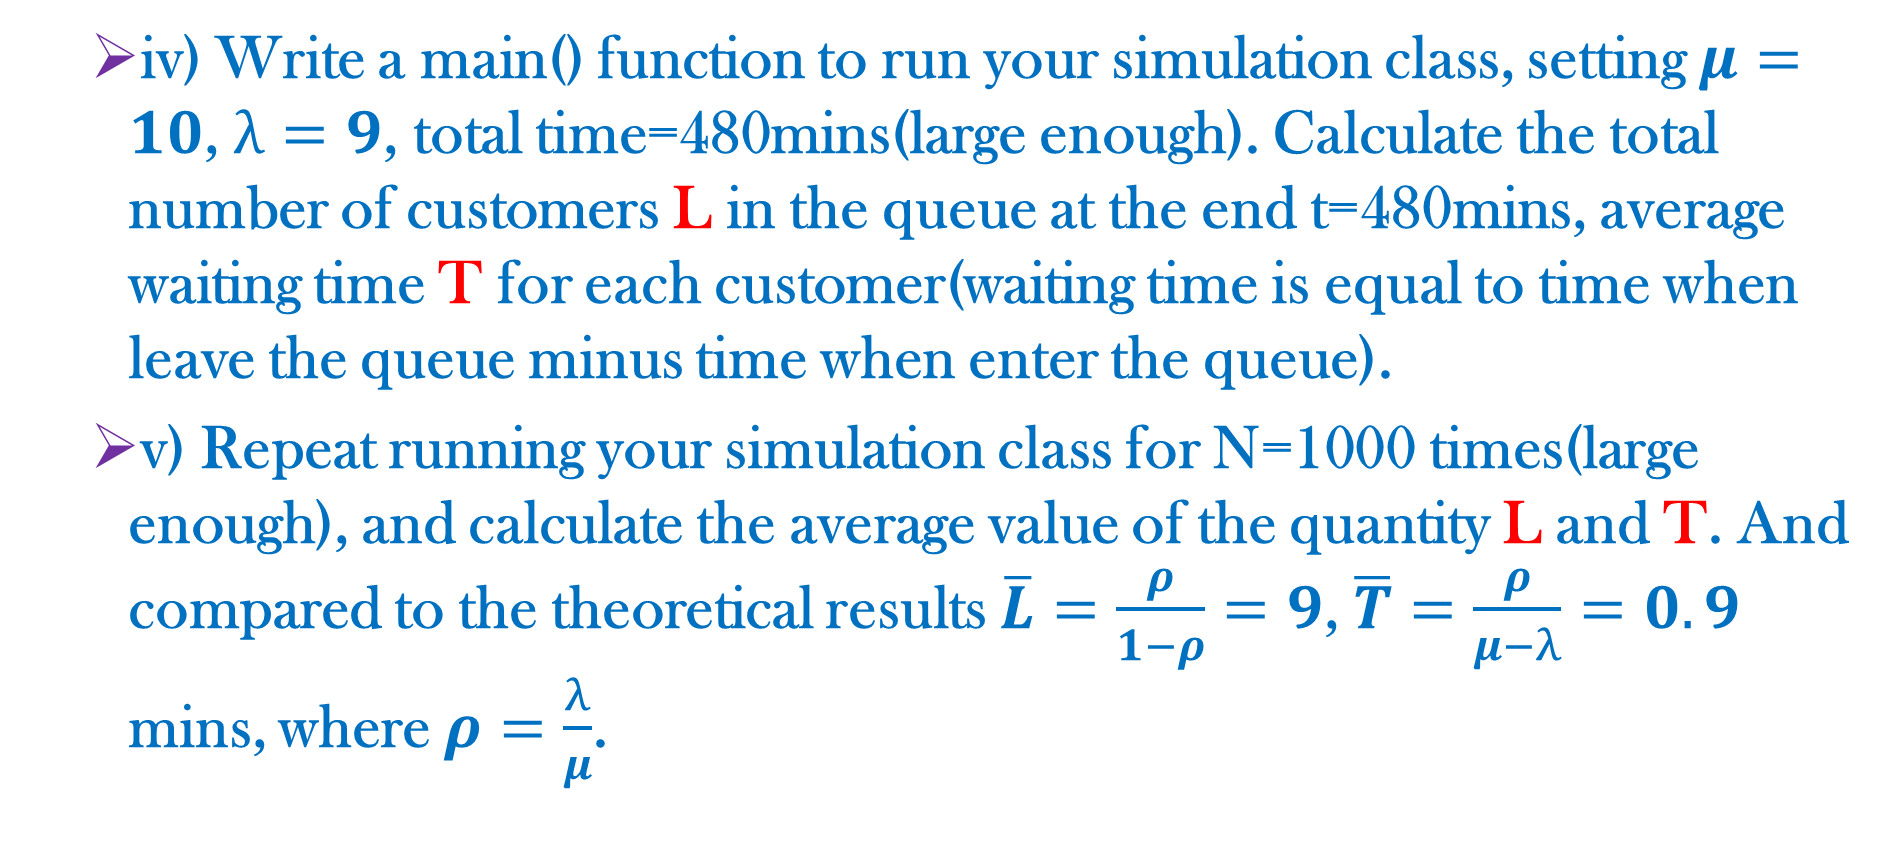 ➢iv) Write a main() function to run your simulation class, setting μ =
10, λ = 9, total time=480mins(large enough). Calculate the total
number of customers L in the queue at the end t=480mins, average
waiting time T for each customer(waiting time is equal to time when
leave the queue minus time when enter the queue).
➢v) Repeat running your simulation class for N=1000 times(large
enough), and calculate the average value of the quantity L and T. And
compared to the theoretical results L̅ = ρ/(1−ρ) = 9, T̅ = ρ/(μ−λ) = 0.9
mins, where ρ = λ/μ.